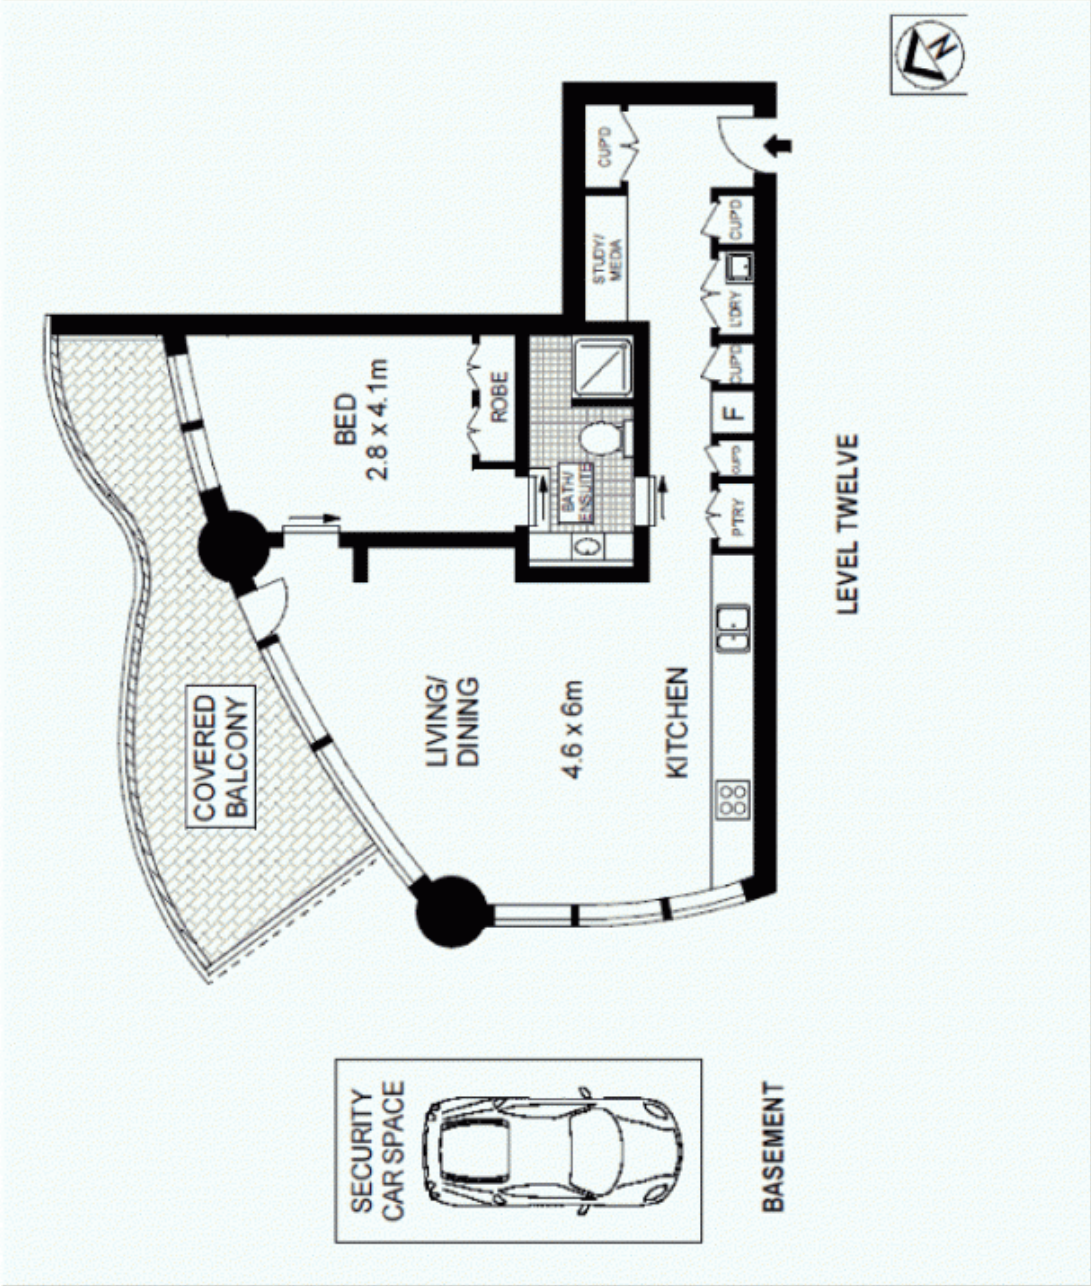 N
CUP'D
STUDY/
MEDIA
CUP'D
L'DRY
CUP'D
F
CUP'D
P'TRY
BED
2.8 x 4.1m
ROBE
BATH/
ENSUITE
COVERED
BALCONY
LIVING/
DINING
4.6 x 6m
KITCHEN
LEVEL TWELVE
SECURITY
CAR SPACE
BASEMENT